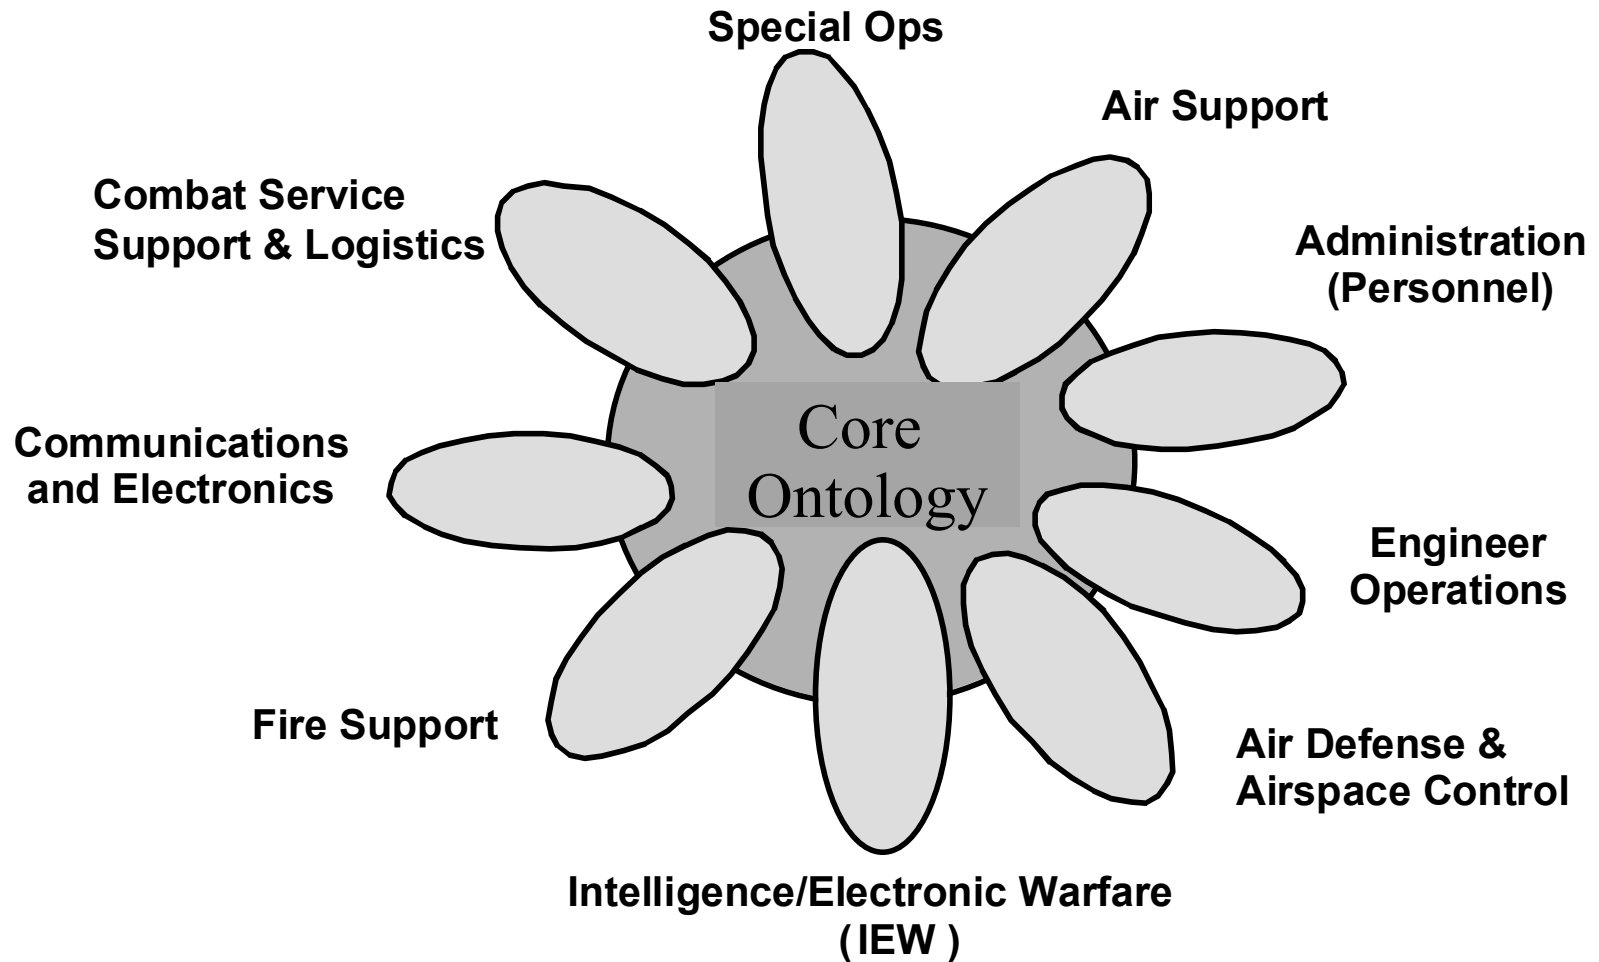 Special Ops
Air Support
Combat Service
Support & Logistics
Administration
(Personnel)
Core
Ontology
Communications
and Electronics
Engineer
Operations
Fire Support
Air Defense &
Airspace Control
Intelligence/Electronic Warfare
( IEW )